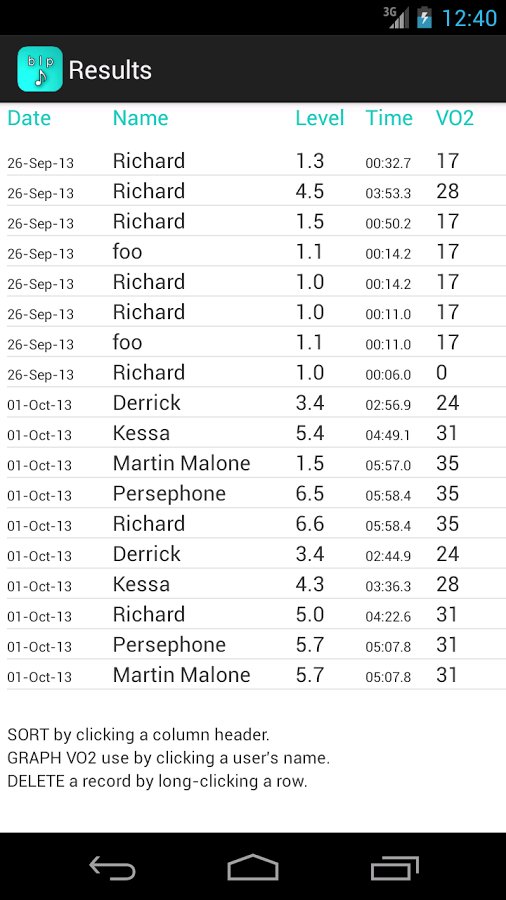 3G 12:40
blp Results
Date Name Level Time VO2
26-Sep-13 Richard 1.3 00:32.7 17
26-Sep-13 Richard 4.5 03:53.3 28
26-Sep-13 Richard 1.5 00:50.2 17
26-Sep-13 foo 1.1 00:14.2 17
26-Sep-13 Richard 1.0 00:14.2 17
26-Sep-13 Richard 1.0 00:11.0 17
26-Sep-13 foo 1.1 00:11.0 17
26-Sep-13 Richard 1.0 00:06.0 0
01-Oct-13 Derrick 3.4 02:56.9 24
01-Oct-13 Kessa 5.4 04:49.1 31
01-Oct-13 Martin Malone 1.5 05:57.0 35
01-Oct-13 Persephone 6.5 05:58.4 35
01-Oct-13 Richard 6.6 05:58.4 35
01-Oct-13 Derrick 3.4 02:44.9 24
01-Oct-13 Kessa 4.3 03:36.3 28
01-Oct-13 Richard 5.0 04:22.6 31
01-Oct-13 Persephone 5.7 05:07.8 31
01-Oct-13 Martin Malone 5.7 05:07.8 31
SORT by clicking a column header.
GRAPH VO2 use by clicking a user's name.
DELETE a record by long-clicking a row.